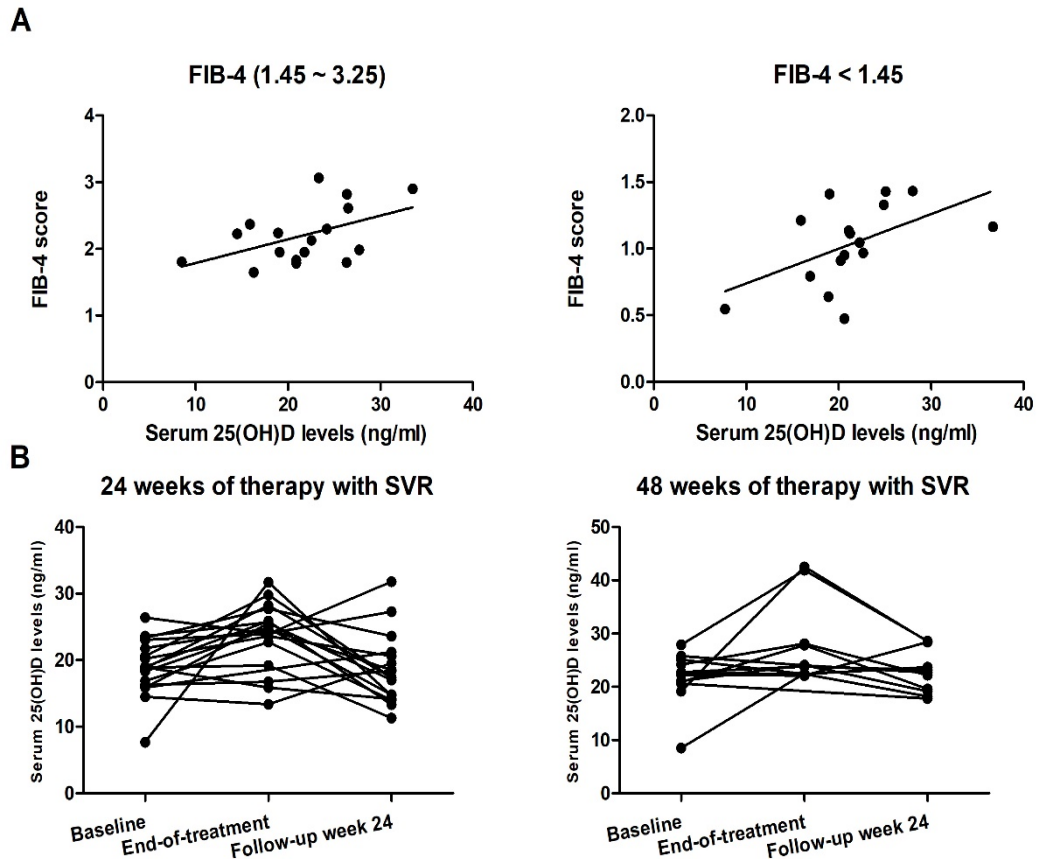 A
FIB-4 (1.45 ~ 3.25)
FIB-4 score
4
3
2
1
0
0 10 20 30 40
Serum 25(OH)D levels (ng/ml)
FIB-4 < 1.45
FIB-4 score
2.0
1.5
1.0
0.5
0.0
0 10 20 30 40
Serum 25(OH)D levels (ng/ml)
B
24 weeks of therapy with SVR
Serum 25(OH)D levels (ng/ml)
40
30
20
10
0
Baseline
End-of-treatment
Follow-up week 24
48 weeks of therapy with SVR
Serum 25(OH)D levels (ng/ml)
50
40
30
20
10
0
Baseline
End-of-treatment
Follow-up week 24